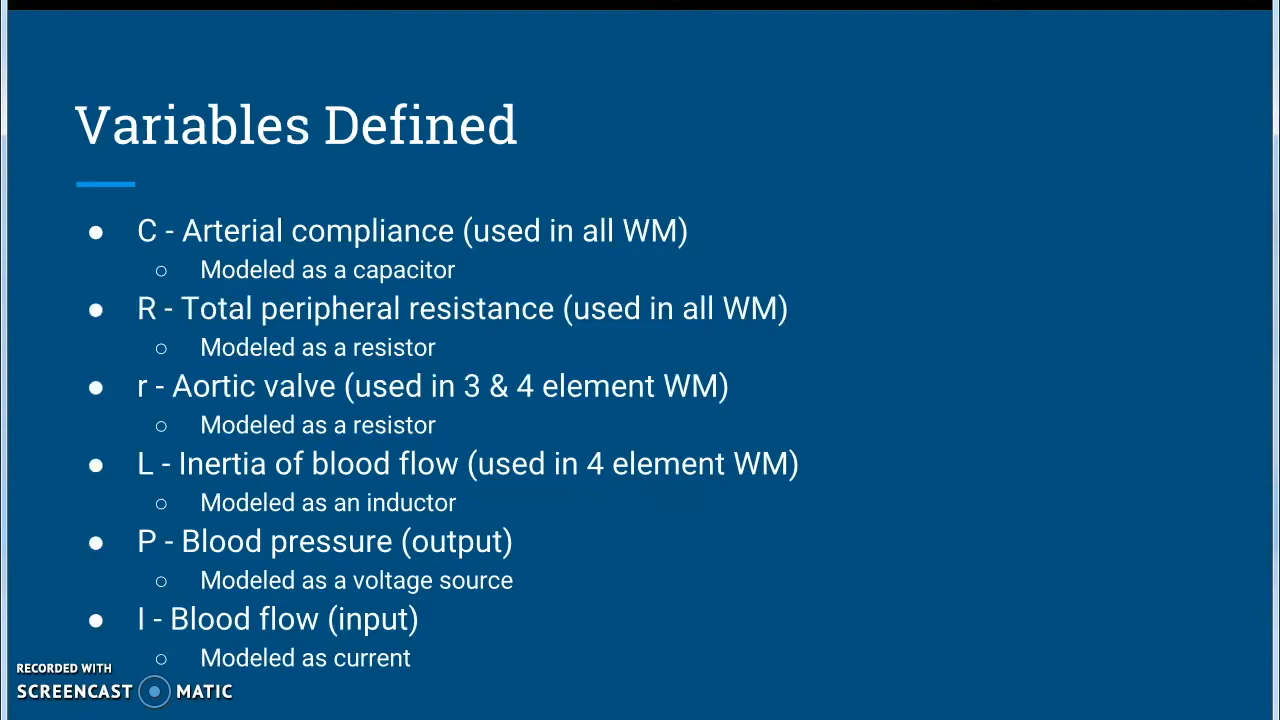 Variables Defined
● C - Arterial compliance (used in all WM)
○ Modeled as a capacitor
● R - Total peripheral resistance (used in all WM)
○ Modeled as a resistor
● r - Aortic valve (used in 3 & 4 element WM)
○ Modeled as a resistor
● L - Inertia of blood flow (used in 4 element WM)
○ Modeled as an inductor
● P - Blood pressure (output)
○ Modeled as a voltage source
● I - Blood flow (input)
○ Modeled as current
RECORDED WITH
SCREENCAST MATIC